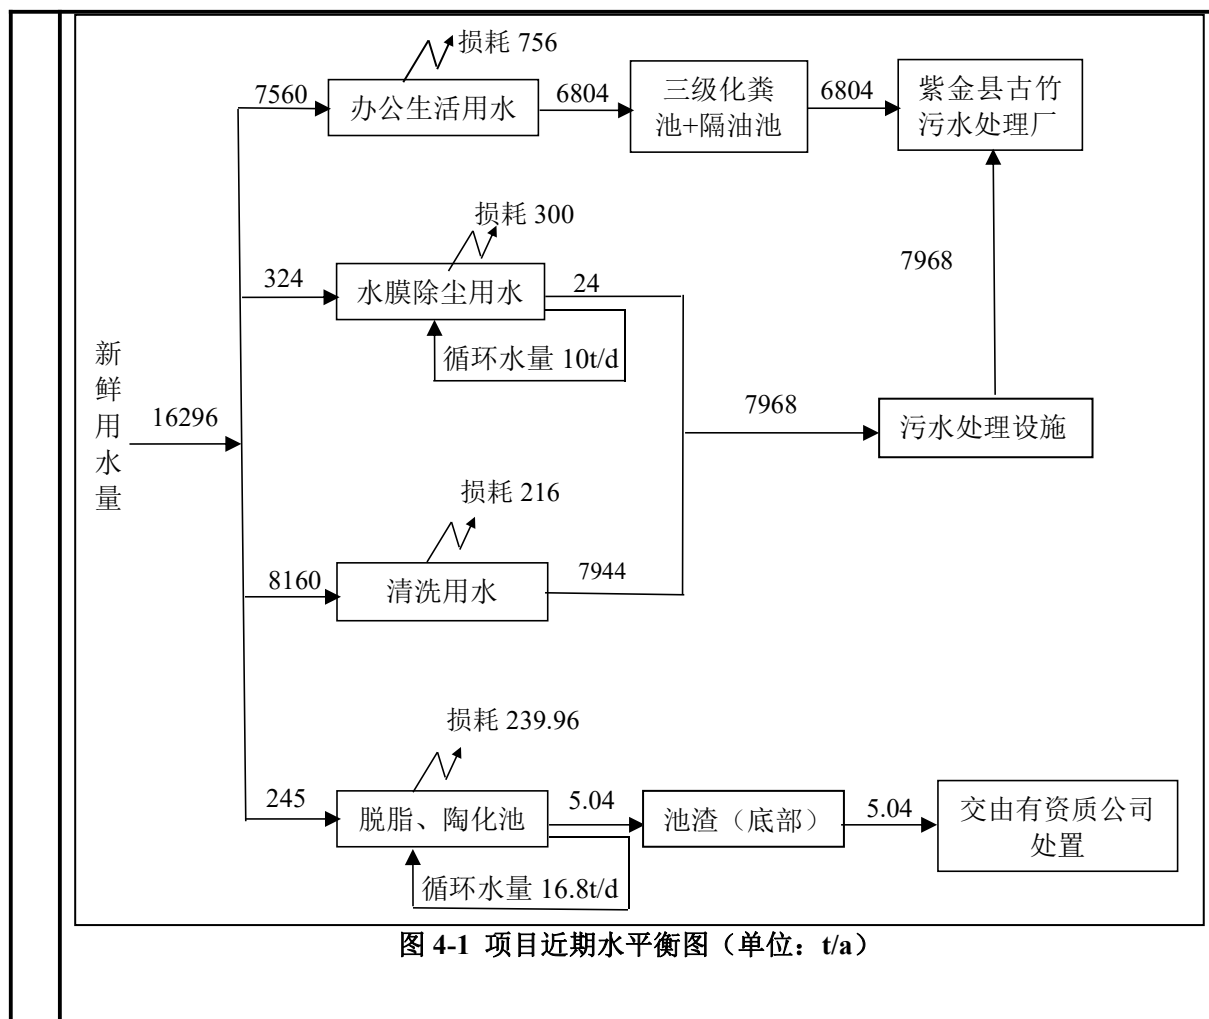 损耗 756
7560
办公生活用水
6804
三级化粪
池+隔油池
6804
紫金县古竹
污水处理厂
损耗 300
324
水膜除尘用水
24
循环水量 10t/d
7968
新
鲜
用
水
量
16296
7968
污水处理设施
损耗 216
8160
清洗用水
7944
损耗 239.96
245
脱脂、陶化池
5.04
池渣（底部）
5.04
交由有资质公司
处置
循环水量 16.8t/d
图 4-1 项目近期水平衡图（单位：t/a）